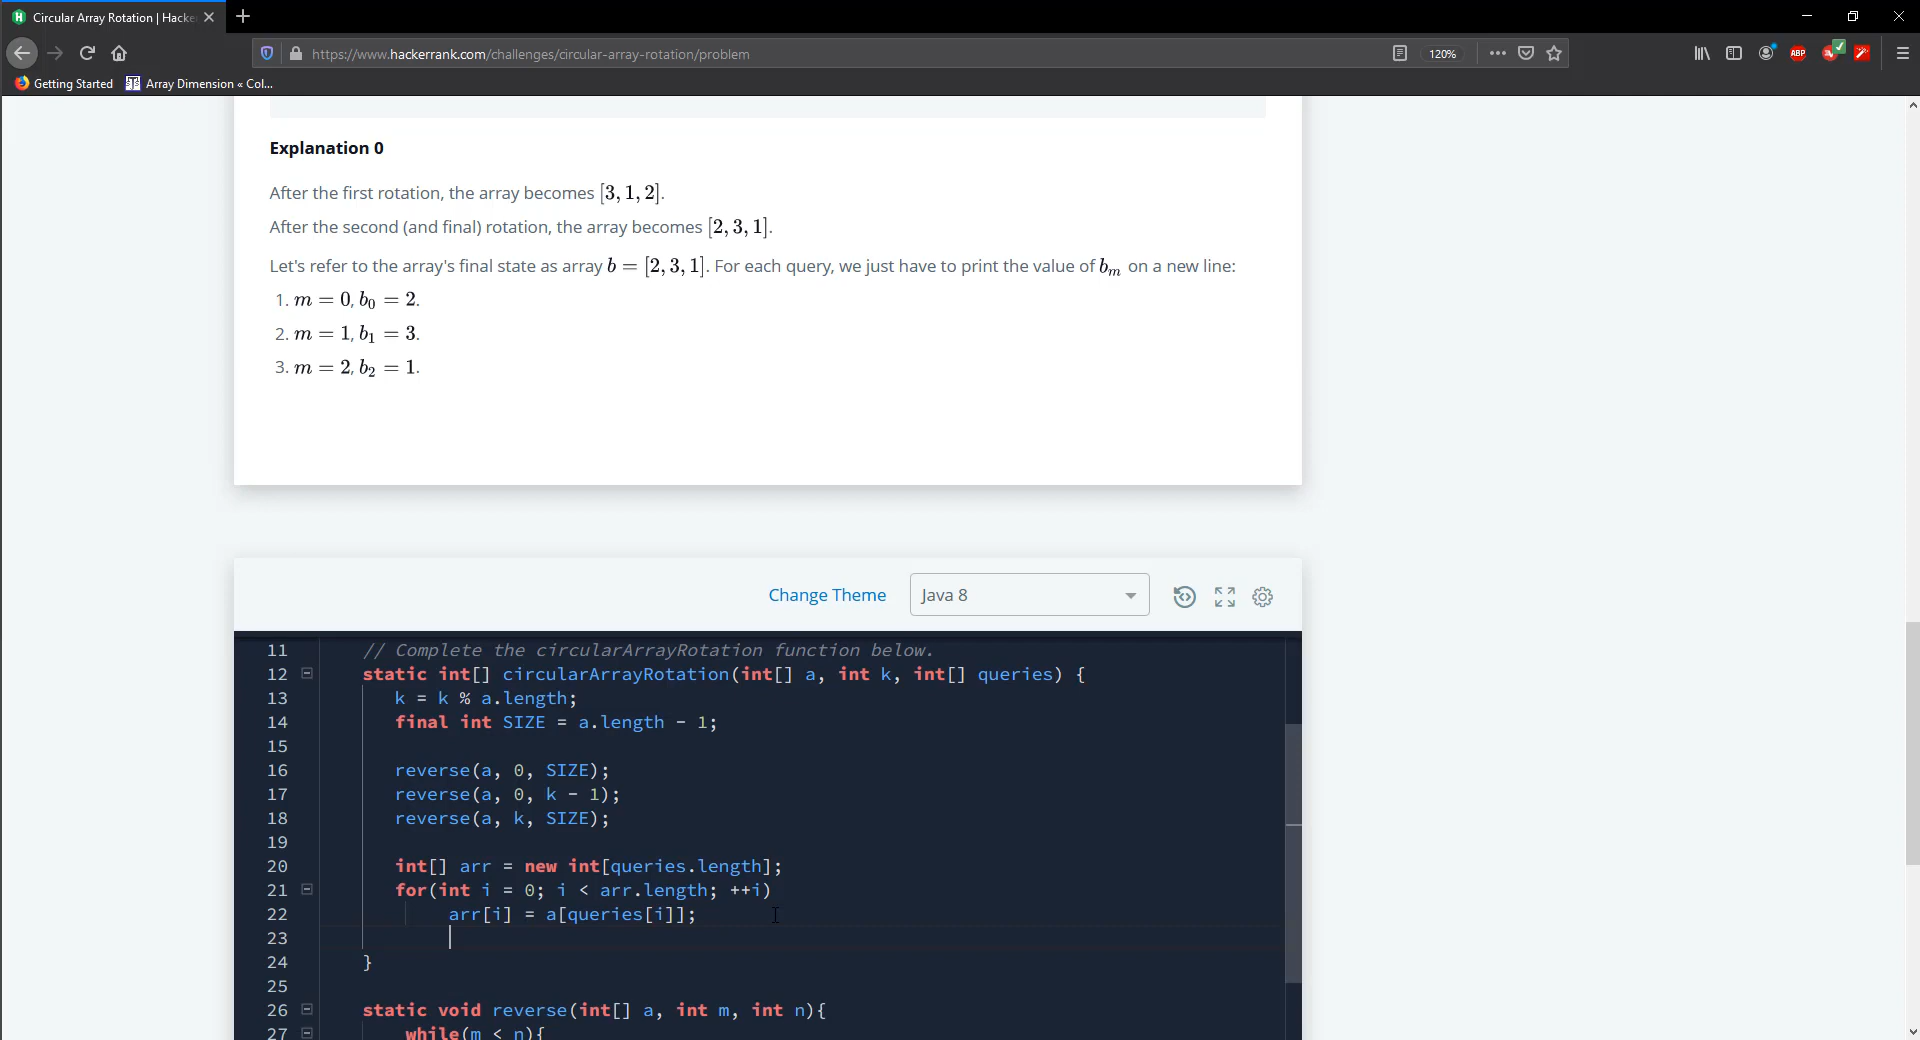 Circular Array Rotation | Hacke
https://www.hackerrank.com/challenges/circular-array-rotation/problem
120%
ABP
Getting Started
Array Dimension « Col...
Explanation 0
After the first rotation, the array becomes [3, 1, 2].
After the second (and final) rotation, the array becomes [2, 3, 1].
Let's refer to the array's final state as array b = [2, 3, 1]. For each query, we just have to print the value of bₘ on a new line:
1. m = 0, b₀ = 2.
2. m = 1, b₁ = 3.
3. m = 2, b₂ = 1.
Change Theme
Java 8
11 // Complete the circularArrayRotation function below.
12 static int[] circularArrayRotation(int[] a, int k, int[] queries) {
13 k = k % a.length;
14 final int SIZE = a.length - 1;
15
16 reverse(a, 0, SIZE);
17 reverse(a, 0, k - 1);
18 reverse(a, k, SIZE);
19
20 int[] arr = new int[queries.length];
21 for(int i = 0; i < arr.length; ++i)
22 arr[i] = a[queries[i]];
23
24 }
25
26 static void reverse(int[] a, int m, int n){
27 while(m < n){